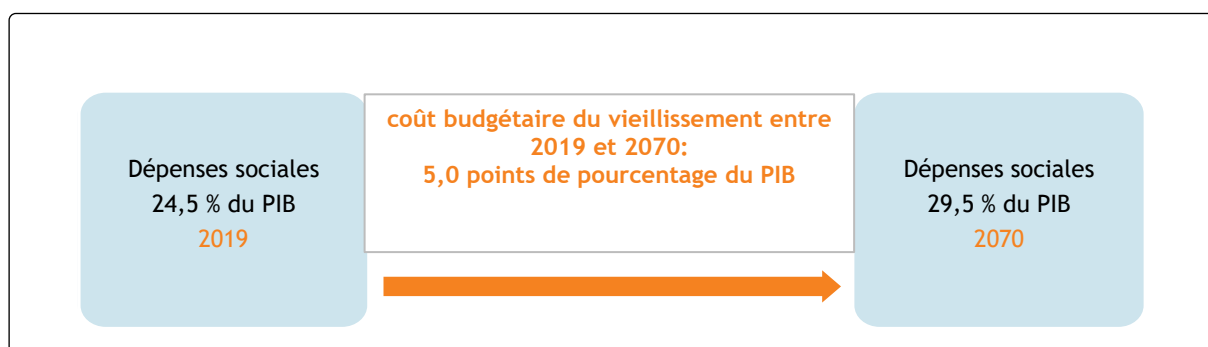 Dépenses sociales
24,5 % du PIB
2019
coût budgétaire du vieillissement entre
2019 et 2070:
5,0 points de pourcentage du PIB
Dépenses sociales
29,5 % du PIB
2070